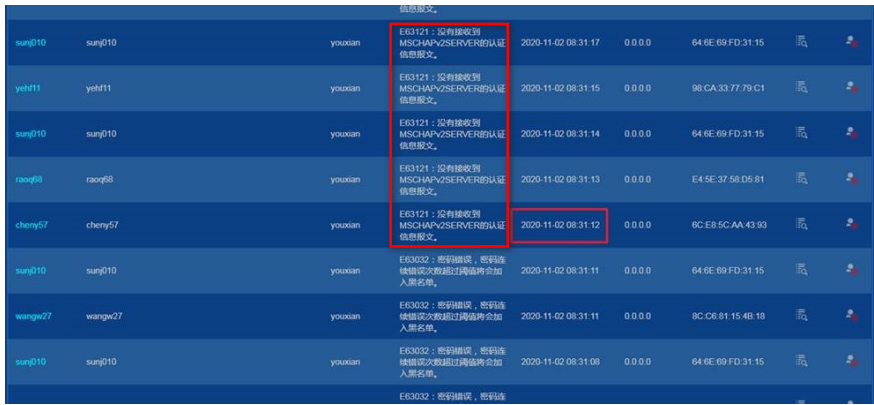 信息报文。
sunj010 sunj010 youxian E63121：没有接收到
MSCHAPv2SERVER的认证
信息报文。 2020-11-02 08:31:17 0.0.0.0 64:6E:69:FD:31:15
yehf11 yehf11 youxian E63121：没有接收到
MSCHAPv2SERVER的认证
信息报文。 2020-11-02 08:31:15 0.0.0.0 98:CA:33:77:79:C1
sunj010 sunj010 youxian E63121：没有接收到
MSCHAPv2SERVER的认证
信息报文。 2020-11-02 08:31:14 0.0.0.0 64:6E:69:FD:31:15
raoq68 raoq68 youxian E63121：没有接收到
MSCHAPv2SERVER的认证
信息报文。 2020-11-02 08:31:13 0.0.0.0 E4:5E:37:58:D5:81
cheny57 cheny57 youxian E63121：没有接收到
MSCHAPv2SERVER的认证
信息报文。 2020-11-02 08:31:12 0.0.0.0 6C:E8:5C:AA:43:93
sunj010 sunj010 youxian E63032：密码错误，密码连
续错误次数超过阈值将会加
入黑名单。 2020-11-02 08:31:11 0.0.0.0 64:6E:69:FD:31:15
wangw27 wangw27 youxian E63032：密码错误，密码连
续错误次数超过阈值将会加
入黑名单。 2020-11-02 08:31:11 0.0.0.0 8C:C6:81:15:4B:18
sunj010 sunj010 youxian E63032：密码错误，密码连
续错误次数超过阈值将会加
入黑名单。 2020-11-02 08:31:08 0.0.0.0 64:6E:69:FD:31:15
E63032：密码错误，密码连